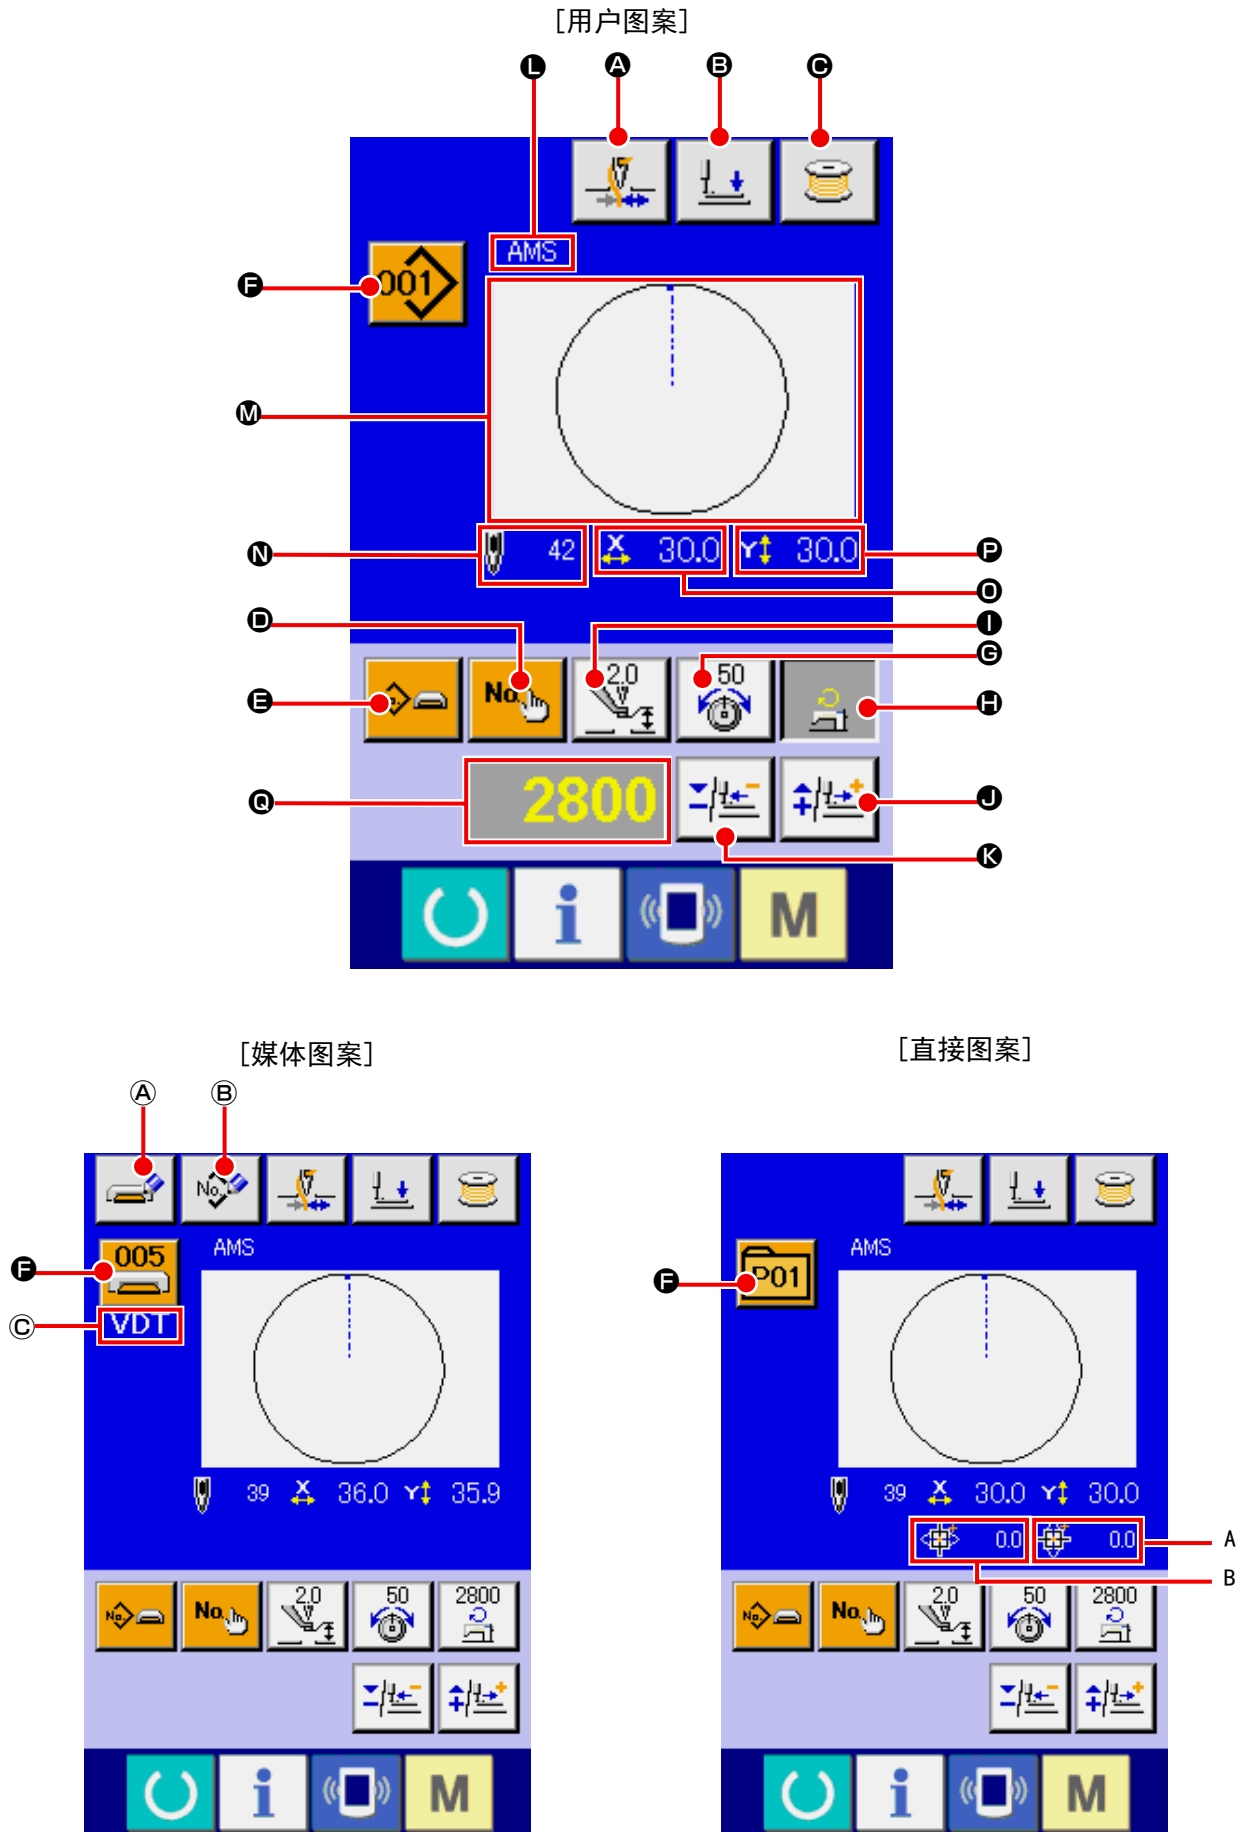 [用户图案]
L A B C
AMS
F 001
M
N 42 X 30.0 Y 30.0 P
O
D I
No. 2.0 50 G
E H
Q 2800 J
K
i M
[媒体图案] [直接图案]
A B
No.
005 AMS
F
C VDT
39 X 36.0 Y 35.9
No. No. 2.0 50 2800
i M
F P01 AMS
39 X 30.0 Y 30.0
0.0 0.0 A
B
No. No. 2.0 50 2800
i M